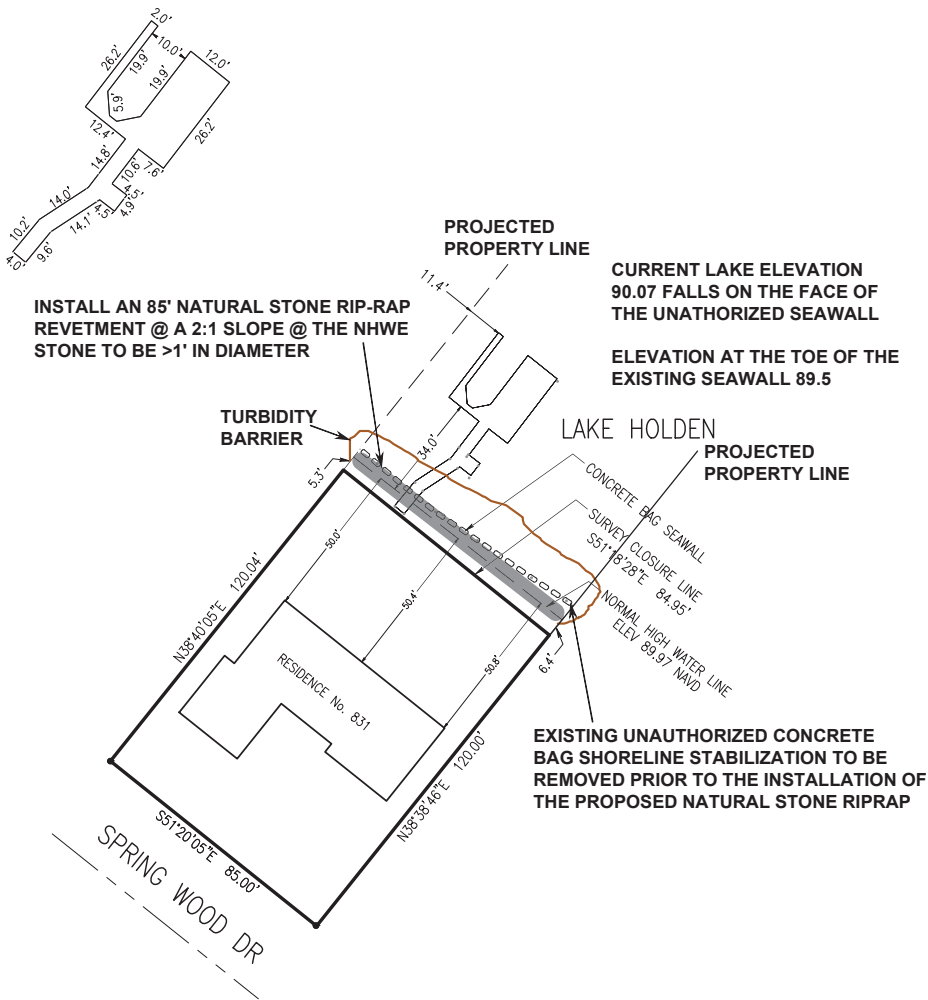 2.0'
10.0'
12.0'
26.2'
19.9'
19.9'
5.9'
26.2'
12.4'
14.8'
10.6'
7.6'
4.5'
4.9'
14.0'
14.1'
4.5'
10.2'
9.6'
4.0'
PROJECTED
PROPERTY LINE
11.4'
CURRENT LAKE ELEVATION
90.07 FALLS ON THE FACE OF
THE UNATHORIZED SEAWALL
ELEVATION AT THE TOE OF THE
EXISTING SEAWALL 89.5
INSTALL AN 85' NATURAL STONE RIP-RAP
REVETMENT @ A 2:1 SLOPE @ THE NHWE
STONE TO BE >1' IN DIAMETER
TURBIDITY
BARRIER
LAKE HOLDEN
PROJECTED
PROPERTY LINE
34.0'
5.3'
CONCRETE BAG SEAWALL
SURVEY CLOSURE LINE
S51°18'28"E 84.95'
NORMAL HIGH WATER LINE
ELEV 89.97 NAVD
50.0'
50.4'
50.8'
6.4'
N38°40'05"E 120.04'
RESIDENCE No. 831
N38°38'46"E 120.00'
EXISTING UNAUTHORIZED CONCRETE
BAG SHORELINE STABILIZATION TO BE
REMOVED PRIOR TO THE INSTALLATION OF
THE PROPOSED NATURAL STONE RIPRAP
S51°20'05"E 85.00'
SPRING WOOD DR